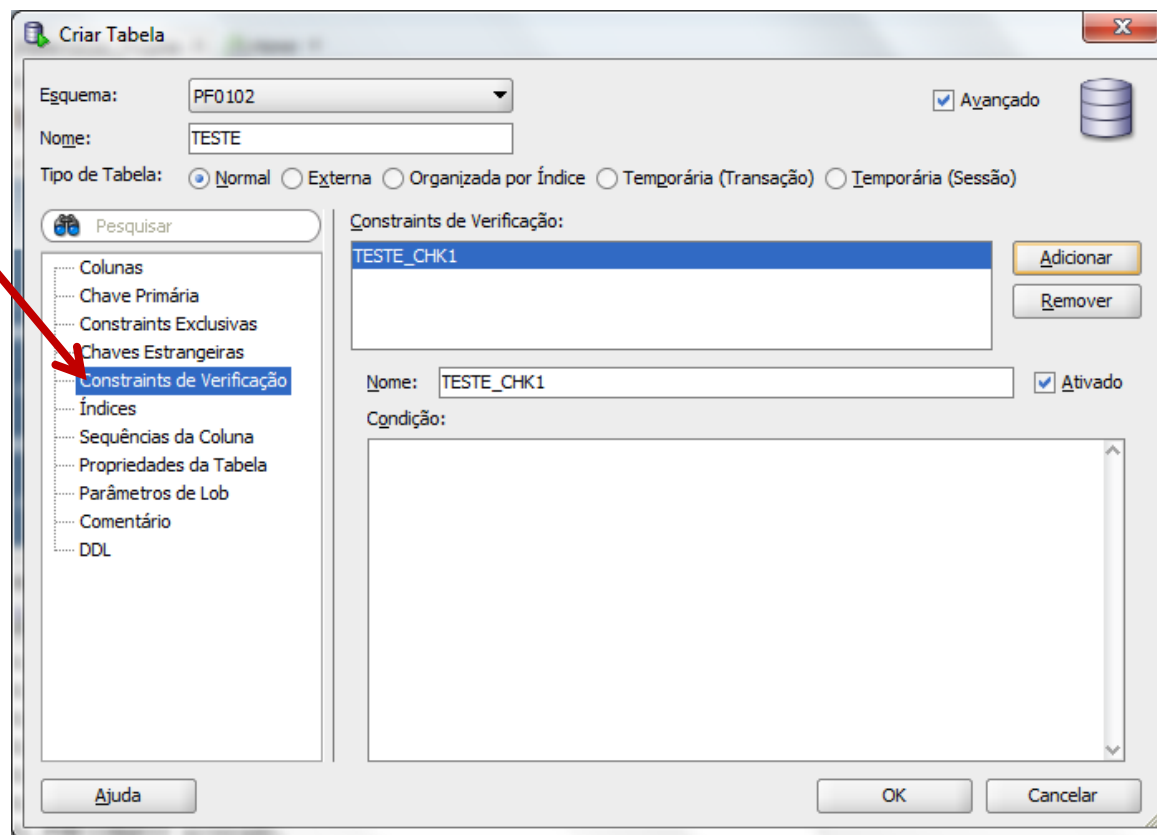 Criar Tabela
Esquema: PF0102 Avançado
Nome: TESTE
Tipo de Tabela: Normal Externa Organizada por Índice Temporária (Transação) Temporária (Sessão)
Pesquisar
Colunas
Chave Primária
Constraints Exclusivas
Chaves Estrangeiras
Constraints de Verificação
Índices
Sequências da Coluna
Propriedades da Tabela
Parâmetros de Lob
Comentário
DDL
Constraints de Verificação:
TESTE_CHK1
Adicionar
Remover
Nome: TESTE_CHK1 Ativado
Condição:
Ajuda OK Cancelar